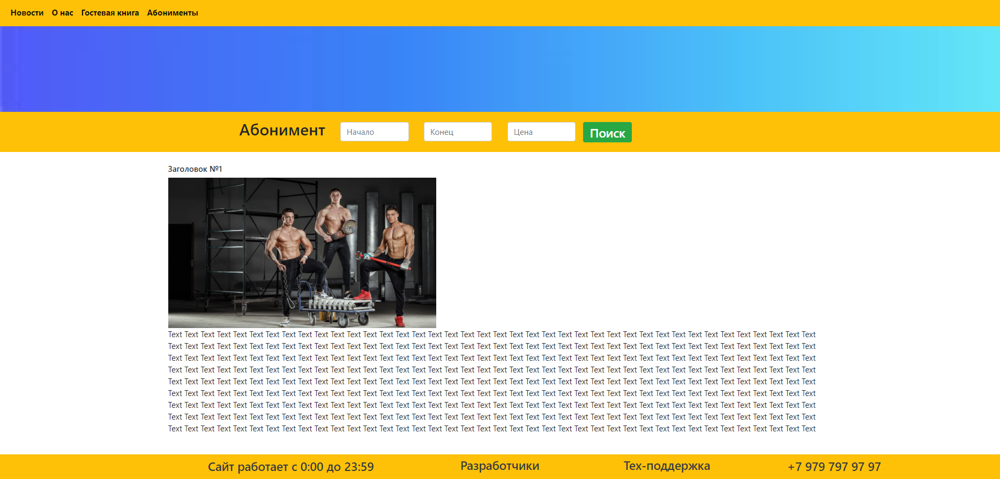 Новости О нас Гостевая книга Абонименты
Абонимент Начало Конец Цена Поиск
Заголовок №1
Text Text Text Text Text Text Text Text Text Text Text Text Text Text Text Text Text Text Text Text Text Text Text Text Text Text Text Text Text Text Text Text Text Text Text Text Text Text Text Text
Text Text Text Text Text Text Text Text Text Text Text Text Text Text Text Text Text Text Text Text Text Text Text Text Text Text Text Text Text Text Text Text Text Text Text Text Text Text Text Text
Text Text Text Text Text Text Text Text Text Text Text Text Text Text Text Text Text Text Text Text Text Text Text Text Text Text Text Text Text Text Text Text Text Text Text Text Text Text Text Text
Text Text Text Text Text Text Text Text Text Text Text Text Text Text Text Text Text Text Text Text Text Text Text Text Text Text Text Text Text Text Text Text Text Text Text Text Text Text Text Text
Text Text Text Text Text Text Text Text Text Text Text Text Text Text Text Text Text Text Text Text Text Text Text Text Text Text Text Text Text Text Text Text Text Text Text Text Text Text Text Text
Text Text Text Text Text Text Text Text Text Text Text Text Text Text Text Text Text Text Text Text Text Text Text Text Text Text Text Text Text Text Text Text Text Text Text Text Text Text Text Text
Text Text Text Text Text Text Text Text Text Text Text Text Text Text Text Text Text Text Text Text Text Text Text Text Text Text Text Text Text Text Text Text Text Text Text Text Text Text Text Text
Text Text Text Text Text Text Text Text Text Text Text Text Text Text Text Text Text Text Text Text Text Text Text Text Text Text Text Text Text Text Text Text Text Text Text Text Text Text Text Text
Text Text Text Text Text Text Text Text Text Text Text Text Text Text Text Text Text Text Text Text Text Text Text Text Text Text Text Text Text Text Text Text Text Text Text Text Text Text Text Text
Сайт работает с 0:00 до 23:59 Разработчики Тех-поддержка +7 979 797 97 97